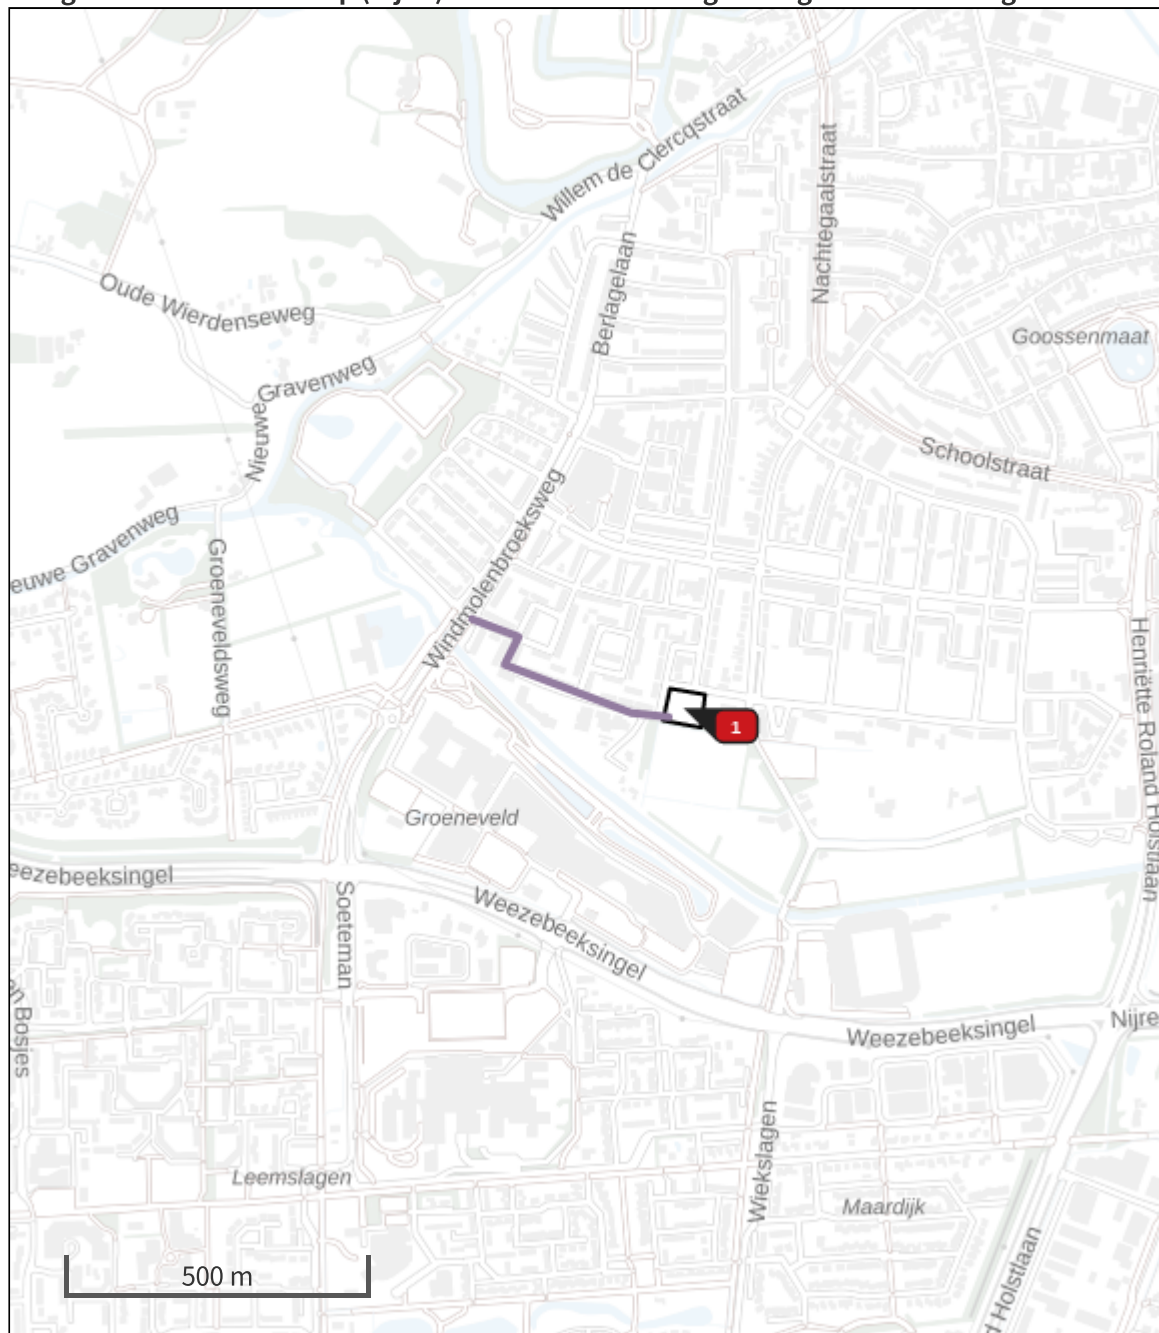 Willem de Clercqstraat
Nachtegaalstraat
Berlagelaan
Oude Wierdenseweg
Goossenmaat
Gravenweg
Nieuwe
Schoolstraat
Windmolenbroeksweg
euwe Gravenweg
Groeneveldsweg
Henriëtte Roland Holstlaan
1
Groeneveld
eezebeeksingel
Soeteman
Weezebeeksingel
Bosjes
Weezebeeksingel
Nijre
Wiekslagen
Leemslagen
Maardijk
d Holstlaan
500 m